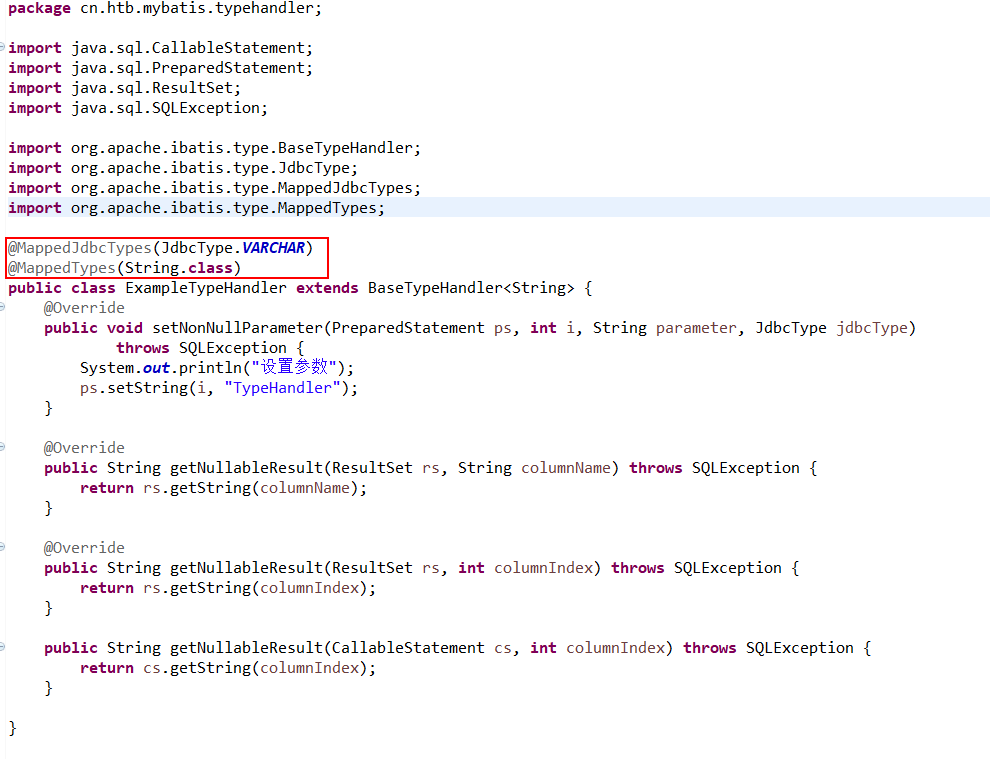 package cn.htb.mybatis.typehandler;
import java.sql.CallableStatement;
import java.sql.PreparedStatement;
import java.sql.ResultSet;
import java.sql.SQLException;
import org.apache.ibatis.type.BaseTypeHandler;
import org.apache.ibatis.type.JdbcType;
import org.apache.ibatis.type.MappedJdbcTypes;
import org.apache.ibatis.type.MappedTypes;
@MappedJdbcTypes(JdbcType.VARCHAR)
@MappedTypes(String.class)
public class ExampleTypeHandler extends BaseTypeHandler<String> {
@Override
public void setNonNullParameter(PreparedStatement ps, int i, String parameter, JdbcType jdbcType)
throws SQLException {
System.out.println("设置参数");
ps.setString(i, "TypeHandler");
}
@Override
public String getNullableResult(ResultSet rs, String columnName) throws SQLException {
return rs.getString(columnName);
}
@Override
public String getNullableResult(ResultSet rs, int columnIndex) throws SQLException {
return rs.getString(columnIndex);
}
public String getNullableResult(CallableStatement cs, int columnIndex) throws SQLException {
return cs.getString(columnIndex);
}
}